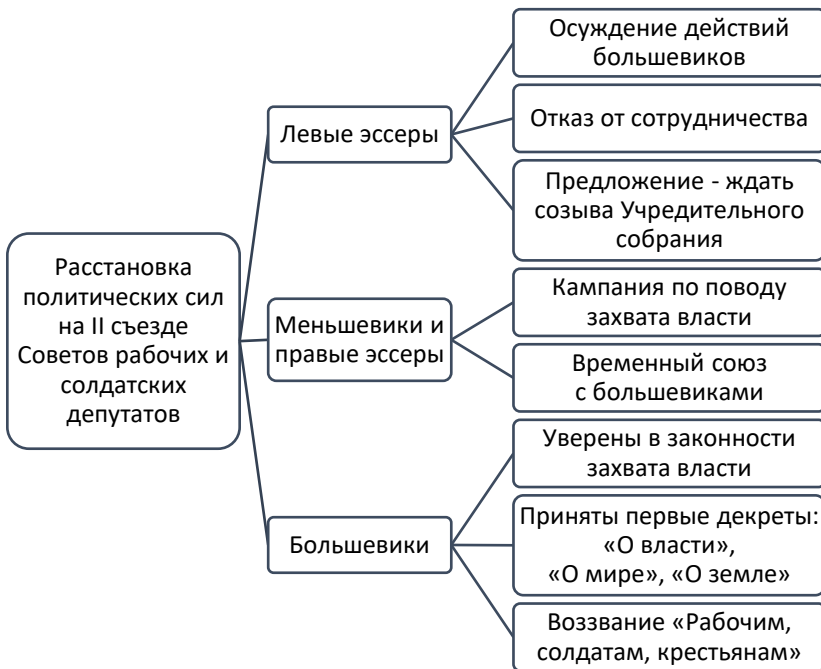 Расстановка
политических сил
на II съезде
Советов рабочих и
солдатских
депутатов
Левые эссеры
Осуждение действий
большевиков
Отказ от сотрудничества
Предложение - ждать
созыва Учредительного
собрания
Меньшевики и
правые эссеры
Кампания по поводу
захвата власти
Временный союз
с большевиками
Большевики
Уверены в законности
захвата власти
Приняты первые декреты:
«О власти»,
«О мире», «О земле»
Воззвание «Рабочим,
солдатам, крестьянам»